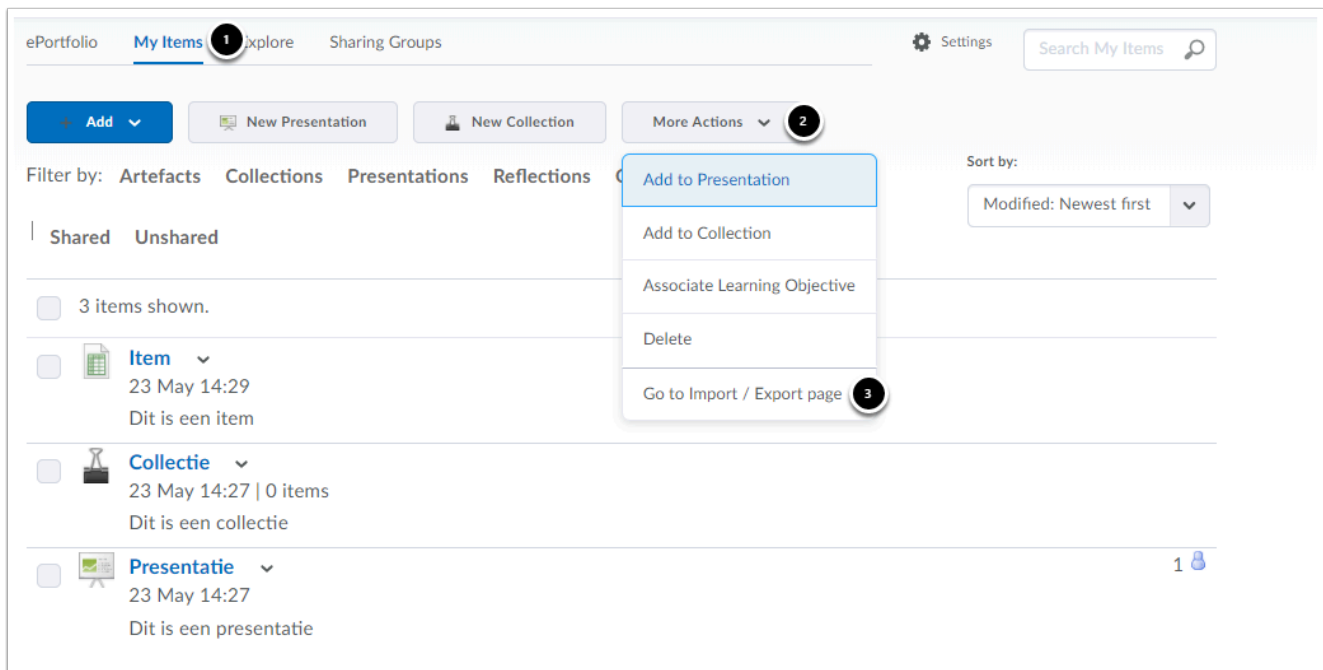 ePortfolio My Items 1 Explore Sharing Groups Settings Search My Items
Add New Presentation New Collection More Actions 2
Filter by: Artefacts Collections Presentations Reflections
Add to Presentation
Sort by:
Modified: Newest first
Shared Unshared
Add to Collection
Associate Learning Objective
3 items shown.
Delete
Go to Import / Export page 3
Item
23 May 14:29
Dit is een item
Collectie
23 May 14:27 | 0 items
Dit is een collectie
Presentatie 1
23 May 14:27
Dit is een presentatie